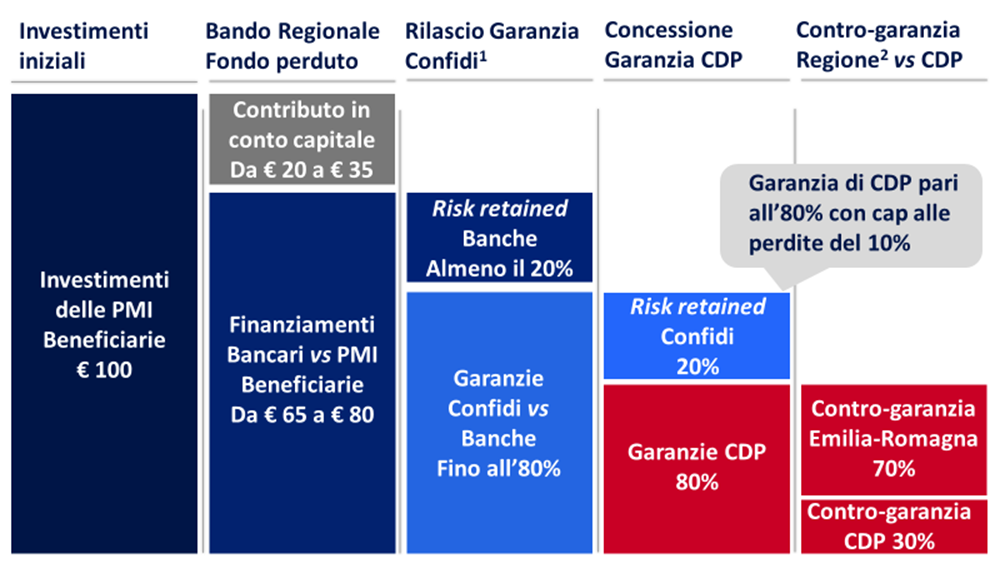 Investimenti
iniziali
Bando Regionale
Fondo perduto
Rilascio Garanzia
Confidi¹
Concessione
Garanzia CDP
Contro-garanzia
Regione² vs CDP
Investimenti
delle PMI
Beneficiarie
€ 100
Contributo in
conto capitale
Da € 20 a € 35
Finanziamenti
Bancari vs PMI
Beneficiarie
Da € 65 a € 80
Risk retained
Banche
Almeno il 20%
Garanzie
Confidi vs
Banche
Fino all’80%
Garanzia di CDP pari
all’80% con cap alle
perdite del 10%
Risk retained
Confidi
20%
Garanzie CDP
80%
Contro-garanzia
Emilia-Romagna
70%
Contro-garanzia
CDP 30%